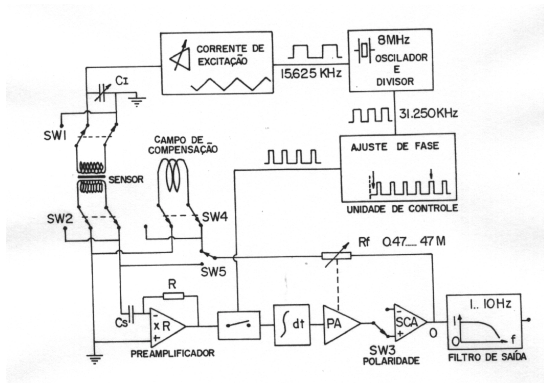 CORRENTE DE
EXCITAÇÃO
15.625 KHz
8MHz
OSCILADOR
E
DIVISOR
CI
SW1
31.250KHz
CAMPO DE
COMPENSAÇÃO
AJUSTE DE FASE
SENSOR
SW2
SW4
UNIDADE DE CONTROLE
SW5
Rf 0.47.... 47 M
R
Cs
-
x R
+
PREAMPLIFICADOR
∫ dt
PA
-
SCA
+
O
SW3
POLARIDADE
1... 10Hz
1
O
f
FILTRO DE SAÍDA